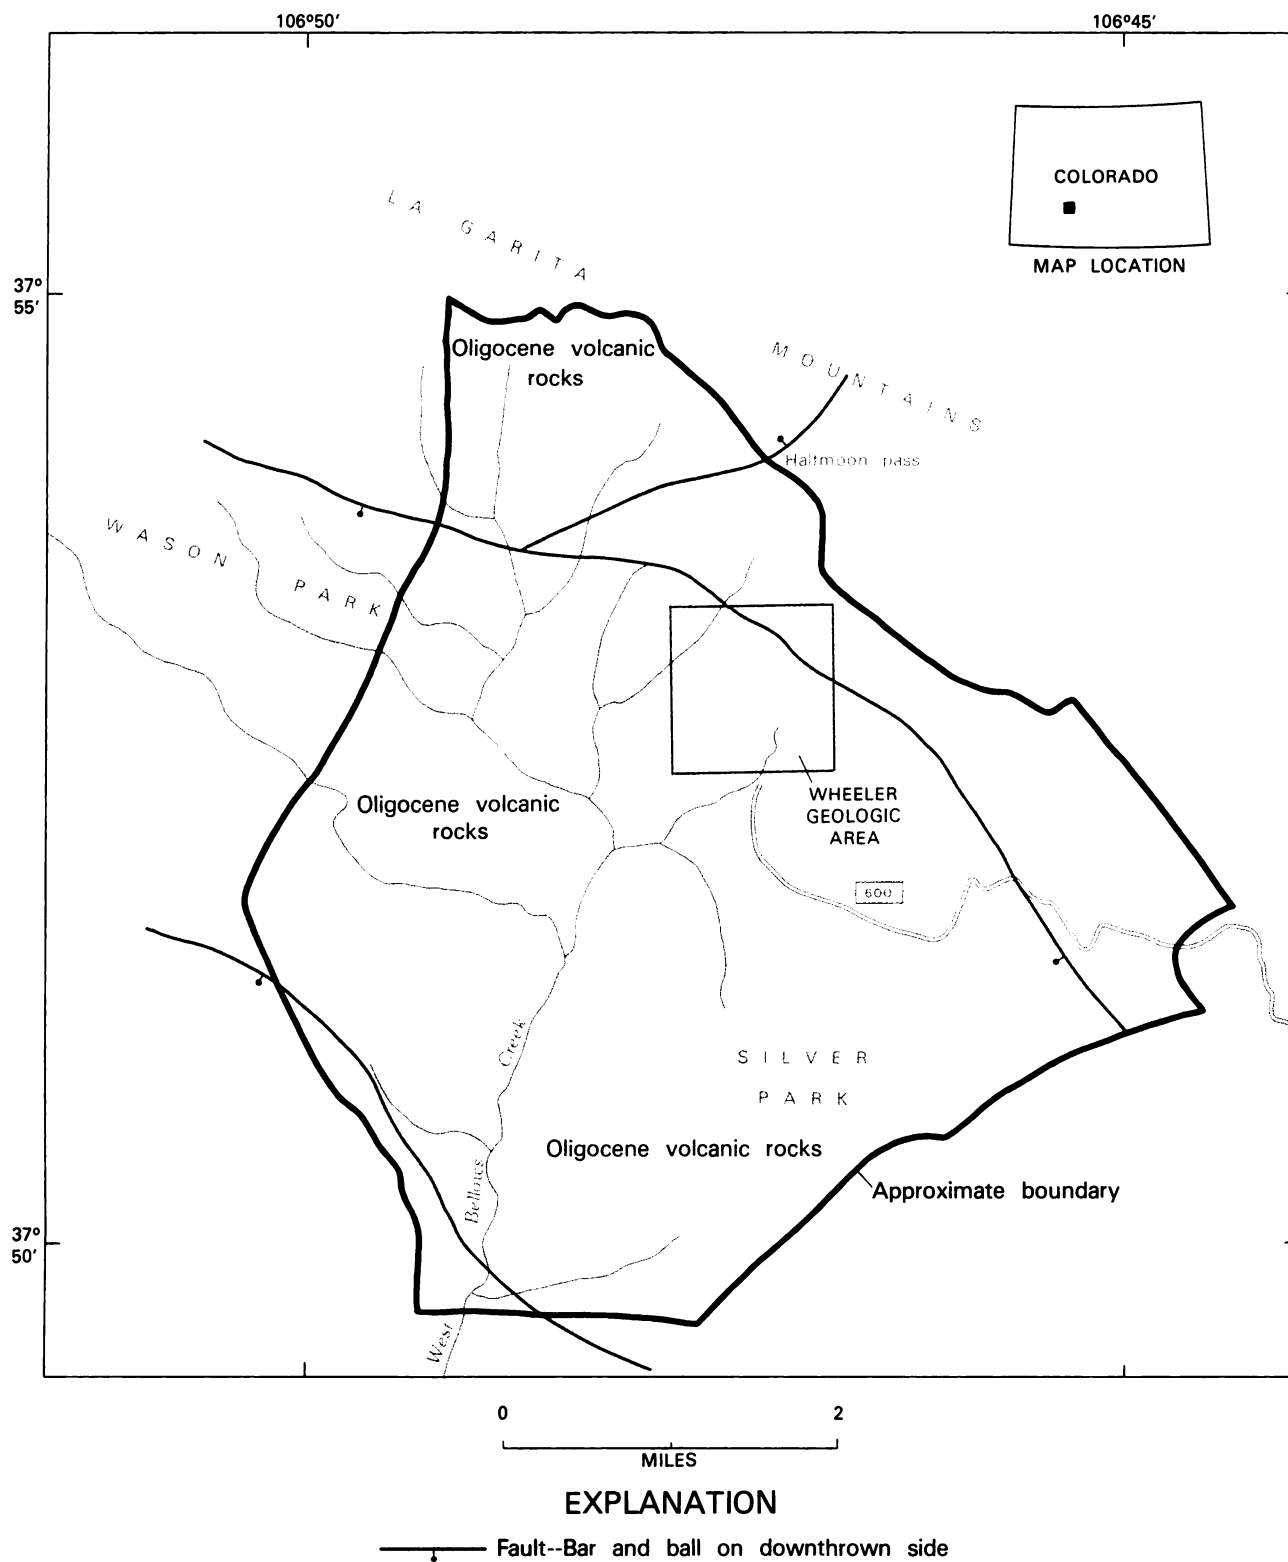 106°50′
106°45′
COLORADO
MAP LOCATION
LA GARITA
37°
55′
MOUNTAINS
Oligocene volcanic
rocks
Halfmoon pass
WASON
PARK
WHEELER
GEOLOGIC
AREA
Oligocene volcanic
rocks
600
Creek
SILVER
PARK
Oligocene volcanic rocks
Bellows
Approximate boundary
37°
50′
West
0
2
MILES
EXPLANATION
Fault--Bar and ball on downthrown side